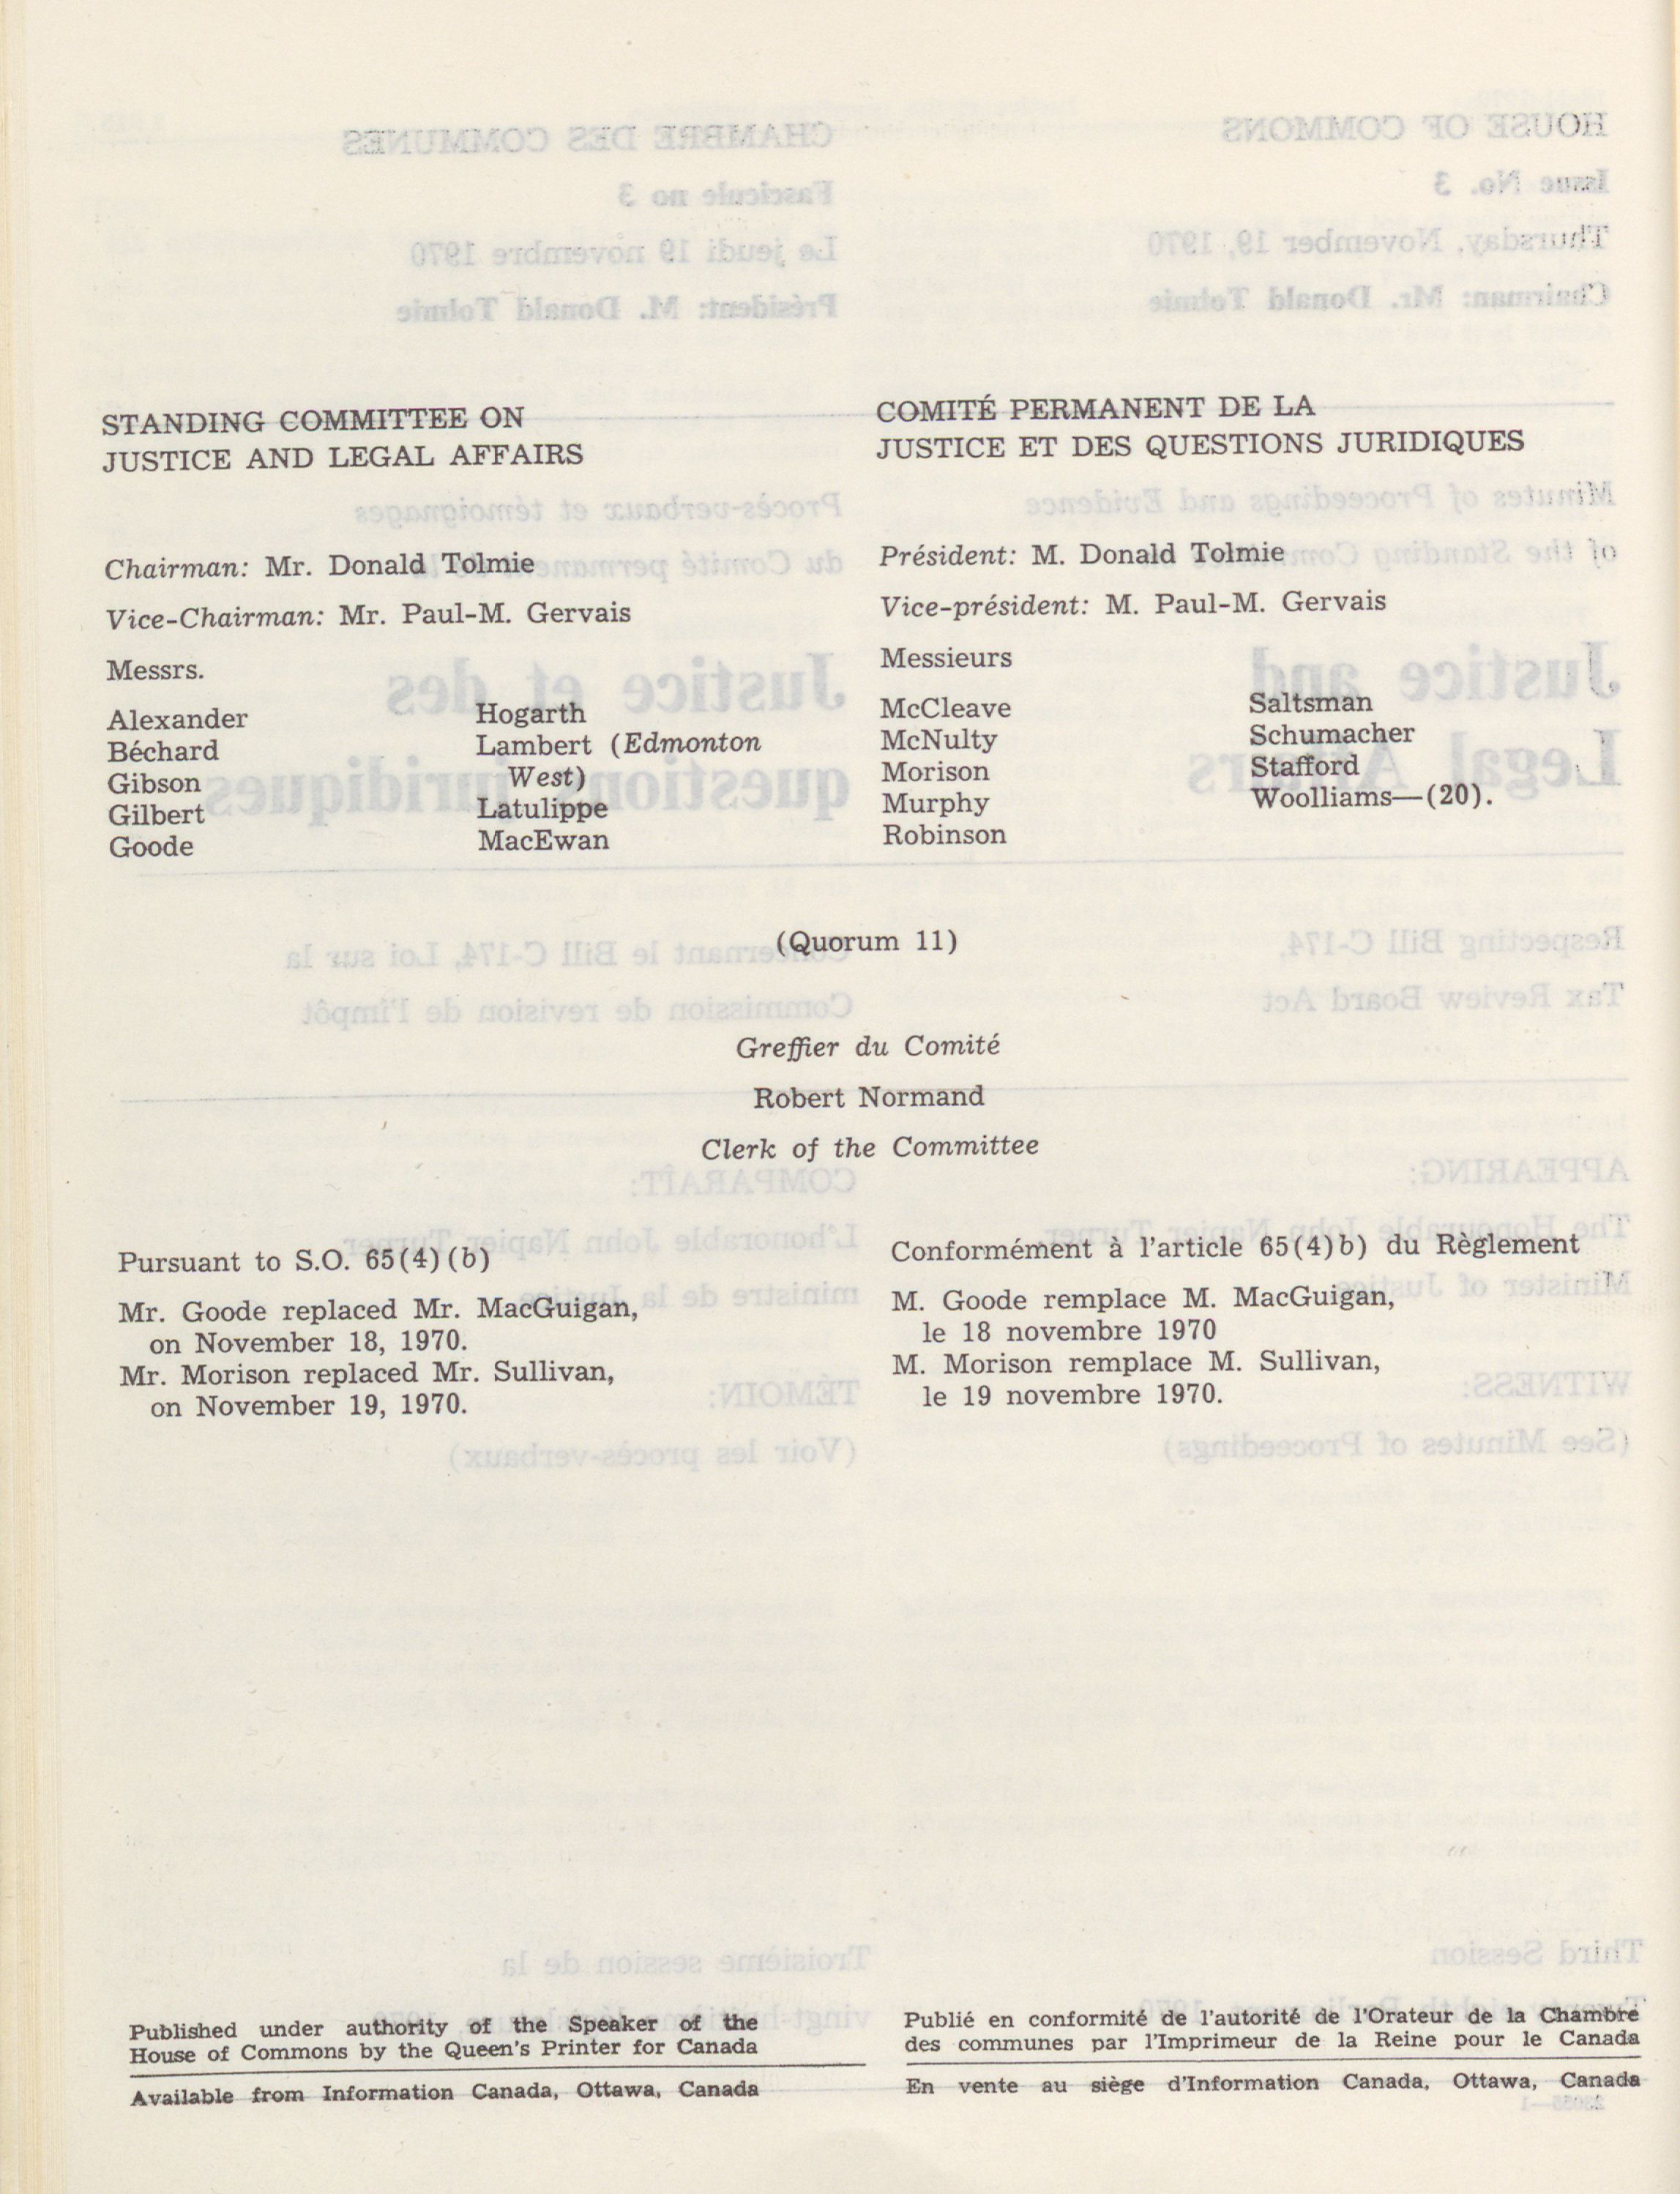 STANDING COMMITTEE ON
JUSTICE AND LEGAL AFFAIRS
Chairman: Mr. Donald Tolmie
Vice-Chairman: Mr. Paul-M. Gervais
Messrs.
COMITÉ PERMANENT DE LA
JUSTICE ET DES QUESTIONS JURIDIQUES
Président: M. Donald Tolmie
Vice-président: M. Paul-M. Gervais
Messieurs
Alexander
Béchard
Gibson
Gilbert
Goode
Hogarth
Lambert (Edmonton
West)
Latulippe
MacEwan
McCleave
McNulty
Morison
Murphy
Robinson
Saltsman
Schumacher
Stafford
Woolliams—(20).
(Quorum 11)
Greffier du Comité
Robert Normand
Clerk of the Committee
Pursuant to S.O. 65(4)(b)
Mr. Goode replaced Mr. MacGuigan,
on November 18, 1970.
Mr. Morison replaced Mr. Sullivan,
on November 19, 1970.
Conformément à l'article 65(4)b) du Règlement
M. Goode remplace M. MacGuigan,
le 18 novembre 1970
M. Morison remplace M. Sullivan,
le 19 novembre 1970.
Published under authority of the Speaker of the
House of Commons by the Queen's Printer for Canada
Available from Information Canada, Ottawa, Canada
Publié en conformité de l'autorité de l'Orateur de la Chambre
des communes par l'Imprimeur de la Reine pour le Canada
En vente au siège d'Information Canada, Ottawa, Canada